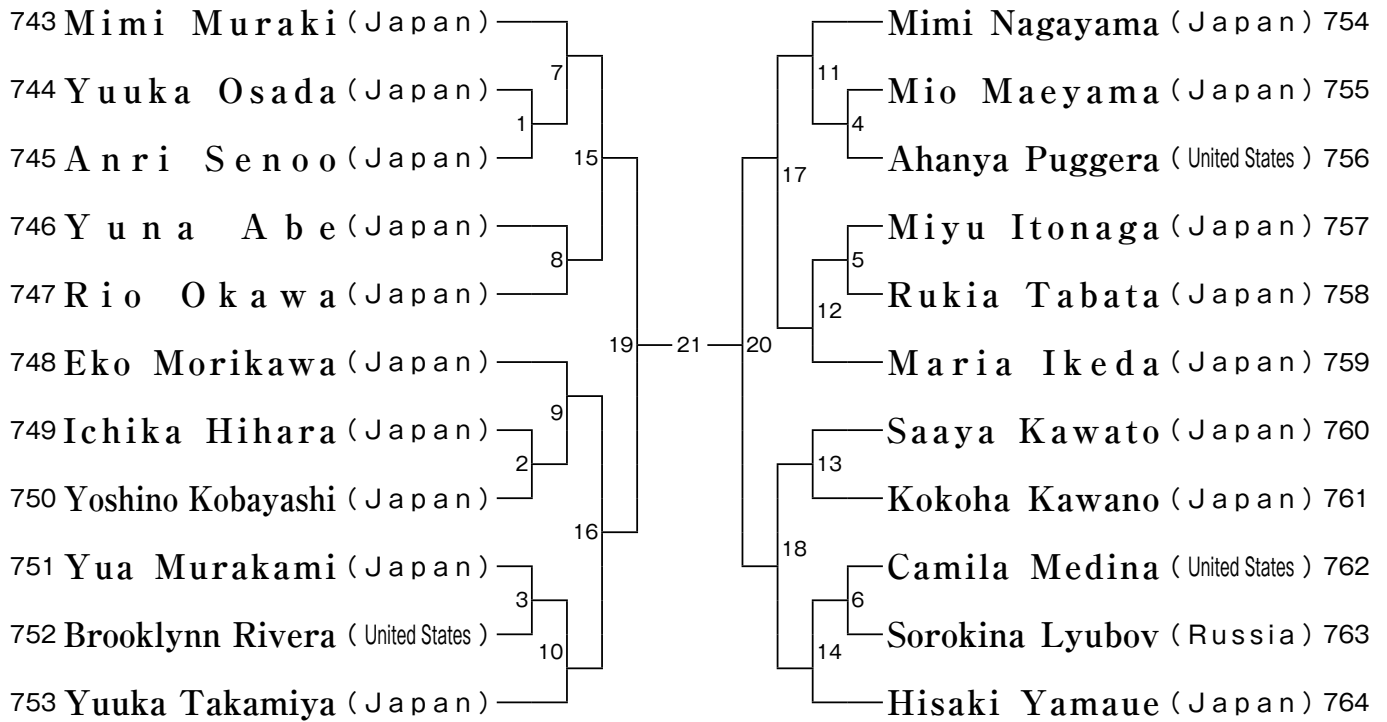 743 Mimi Muraki (Japan)
7
744 Yuuka Osada (Japan)
1
745 Anri Senoo (Japan)
15
746 Yuna Abe (Japan)
8
747 Rio Okawa (Japan)
19
748 Eko Morikawa (Japan)
9
749 Ichika Hihara (Japan)
2
750 Yoshino Kobayashi (Japan)
16
751 Yua Murakami (Japan)
3
752 Brooklynn Rivera (United States)
10
753 Yuuka Takamiya (Japan)
21
Mimi Nagayama (Japan) 754
11
Mio Maeyama (Japan) 755
4
Ahanya Puggera (United States) 756
17
Miyu Itonaga (Japan) 757
5
Rukia Tabata (Japan) 758
12
20
Maria Ikeda (Japan) 759
Saaya Kawato (Japan) 760
13
Kokoha Kawano (Japan) 761
18
Camila Medina (United States) 762
6
Sorokina Lyubov (Russia) 763
14
Hisaki Yamaue (Japan) 764